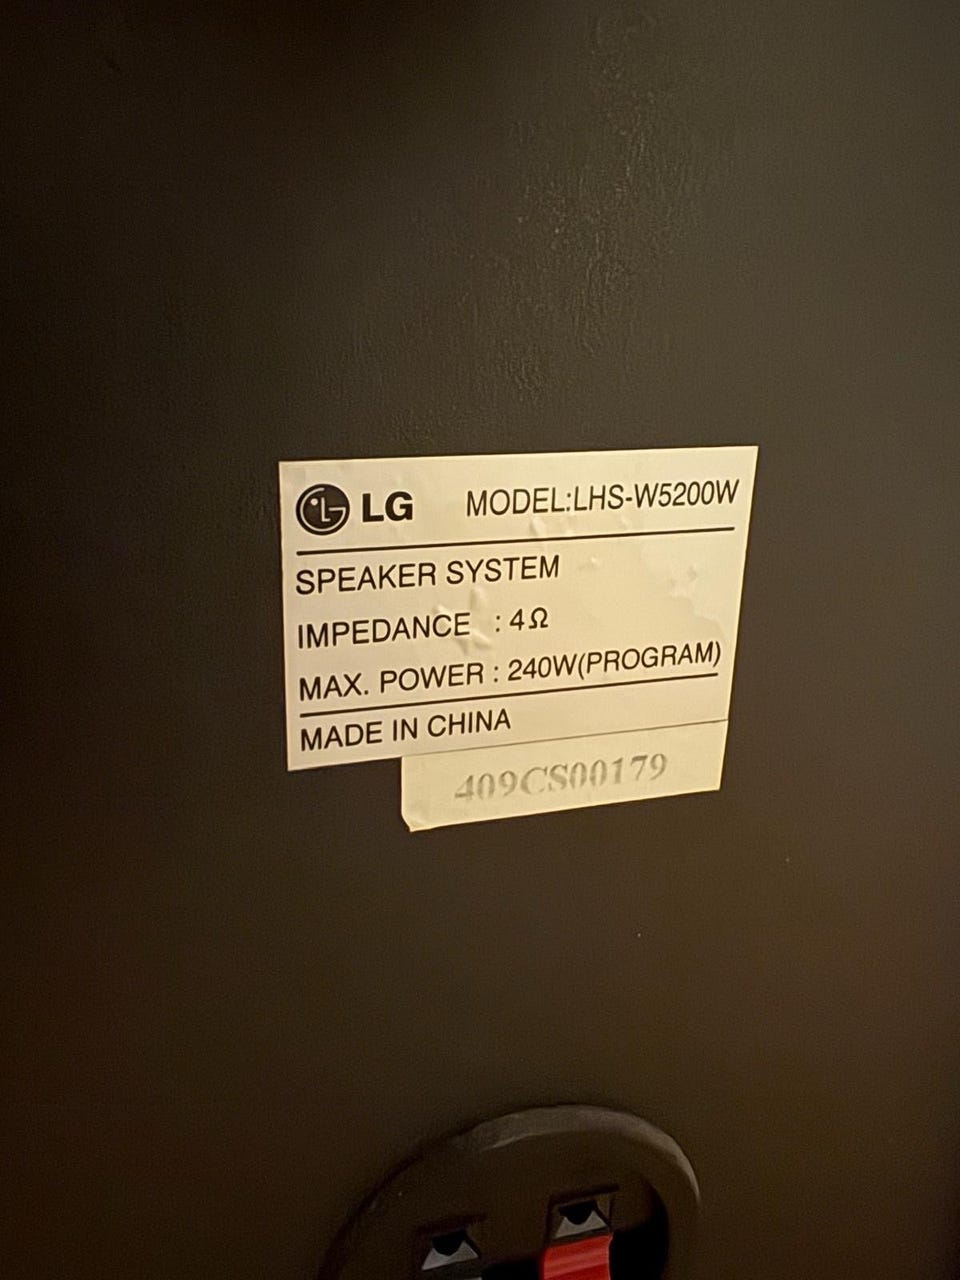 LG MODEL:LHS-W5200W
SPEAKER SYSTEM
IMPEDANCE : 4Ω
MAX. POWER : 240W(PROGRAM)
MADE IN CHINA
409CS00179